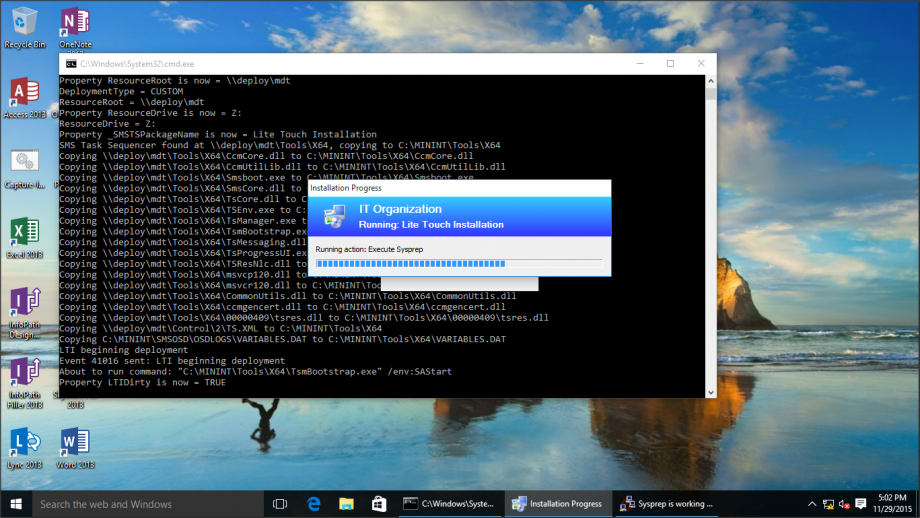 Recycle Bin
OneNote
2013
Access 2013
Capture-I...
Excel 2013
InfoPath
Design...
InfoPath
Filler 2013
Lync 2013
Word 2013
C:\Windows\System32\cmd.exe
Property ResourceRoot is now = \\deploy\mdt
DeploymentType = CUSTOM
ResourceRoot = \\deploy\mdt
Property ResourceDrive is now = Z:
ResourceDrive = Z:
Property _SMSTSPackageName is now = Lite Touch Installation
SMS Task Sequencer found at \\deploy\mdt\Tools\X64, copying to C:\MININT\Tools\X64
Copying \\deploy\mdt\Tools\X64\CcmCore.dll to C:\MININT\Tools\X64\CcmCore.dll
Copying \\deploy\mdt\Tools\X64\CcmUtilLib.dll to C:\MININT\Tools\X64\CcmUtilLib.dll
Copying \\deploy\mdt\Tools\X64\Smsboot.exe to C:\MININT\Tools\X64\Smsboot.exe
Copying \\deploy\mdt\Tools\X64\SmsCore.dll to
Copying \\deploy\mdt\Tools\X64\TsCore.dll to C
Copying \\deploy\mdt\Tools\X64\TSEnv.exe to C:
Copying \\deploy\mdt\Tools\X64\TsManager.exe t
Copying \\deploy\mdt\Tools\X64\TsmBootstrap.ex
Copying \\deploy\mdt\Tools\X64\TsMessaging.dll
Copying \\deploy\mdt\Tools\X64\TsProgressUI.ex
Copying \\deploy\mdt\Tools\X64\TSResNlc.dll to
Copying \\deploy\mdt\Tools\X64\msvcp120.dll to
Copying \\deploy\mdt\Tools\X64\msvcr120.dll to C:\MININT\Too
Copying \\deploy\mdt\Tools\X64\CommonUtils.dll to C:\MININT\Tools\X64\CommonUtils.dll
Copying \\deploy\mdt\Tools\X64\ccmgencert.dll to C:\MININT\Tools\X64\ccmgencert.dll
Copying \\deploy\mdt\Tools\X64\00000409\tsres.dll to C:\MININT\Tools\X64\00000409\tsres.dll
Copying \\deploy\mdt\Control\2\TS.XML to C:\MININT\Tools\X64
Copying C:\MININT\SMSOSD\OSDLOGS\VARIABLES.DAT to C:\MININT\Tools\X64\VARIABLES.DAT
LTI beginning deployment
Event 41016 sent: LTI beginning deployment
About to run command: "C:\MININT\Tools\X64\TsmBootstrap.exe" /env:SAStart
Property LTIDirty is now = TRUE
Installation Progress
IT Organization
Running: Lite Touch Installation
Running action: Execute Sysprep
Search the web and Windows
C:\Windows\Syste...
Installation Progress
Sysprep is working ...
5:02 PM
11/29/2015